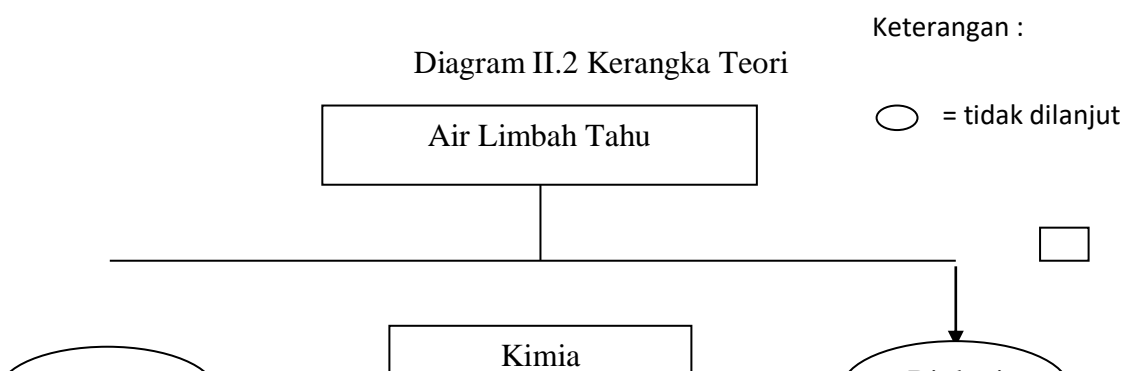 Keterangan :
Diagram II.2 Kerangka Teori
= tidak dilanjut
Air Limbah Tahu
Kimia